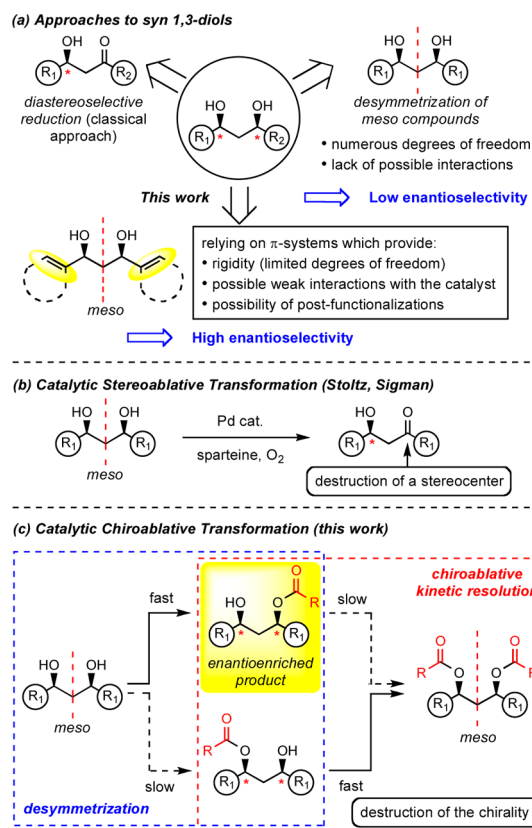 (a) Approaches to syn 1,3-diols
OH O
R1 * R2
diastereoselective
reduction (classical
approach)
HO OH
R1 * * R2
HO OH
R1 R1
desymmetrization of
meso compounds
• numerous degrees of freedom
• lack of possible interactions
This work
Low enantioselectivity
HO OH
meso
relying on π-systems which provide:
• rigidity (limited degrees of freedom)
• possible weak interactions with the catalyst
• possibility of post-functionalizations
High enantioselectivity
(b) Catalytic Stereoablative Transformation (Stoltz, Sigman)
HO OH
R1 R1
meso
Pd cat.
sparteine, O2
HO O
R1 * R1
destruction of a stereocenter
(c) Catalytic Chiroablative Transformation (this work)
chiroablative
kinetic resolution
fast
O
HO O R
R1 * * R1
enantioenriched
product
slow
HO OH
R1 R1
meso
O O
R O O R
R1 R1
meso
slow
O
R O OH
R1 * * R1
fast
desymmetrization
destruction of the chirality